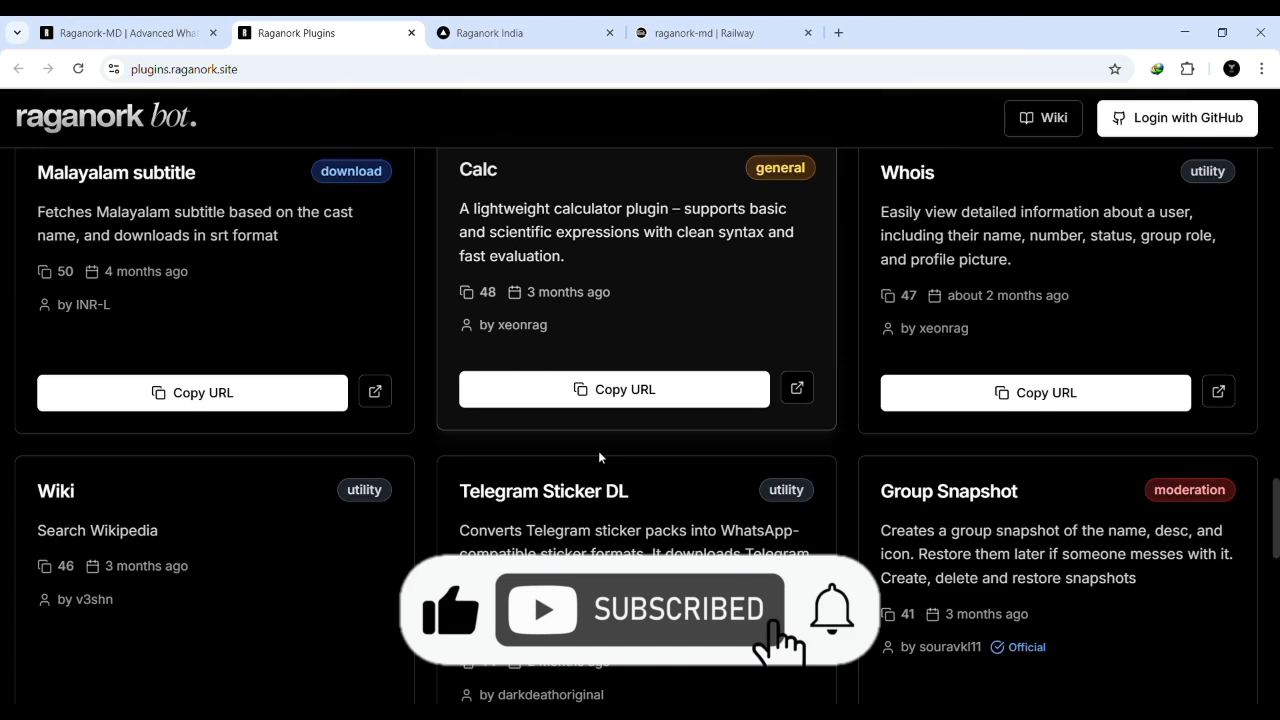 Raganork-MD | Advanced Wha
Raganork Plugins
Raganork India
raganork-md | Railway
plugins.raganork.site
raganork bot.
Wiki
Login with GitHub
Malayalam subtitle
download
Fetches Malayalam subtitle based on the cast
name, and downloads in srt format
50
4 months ago
by INR-L
Copy URL
Calc
general
A lightweight calculator plugin – supports basic
and scientific expressions with clean syntax and
fast evaluation.
48
3 months ago
by xeonrag
Copy URL
Whois
utility
Easily view detailed information about a user,
including their name, number, status, group role,
and profile picture.
47
about 2 months ago
by xeonrag
Copy URL
Wiki
utility
Search Wikipedia
46
3 months ago
by v3shn
Telegram Sticker DL
utility
Converts Telegram sticker packs into WhatsApp-
compatible sticker formats. It downloads Telegram
by darkdeathoriginal
Group Snapshot
moderation
Creates a group snapshot of the name, desc, and
icon. Restore them later if someone messes with it.
Create, delete and restore snapshots
41
3 months ago
by souravkl11
Official
SUBSCRIBED